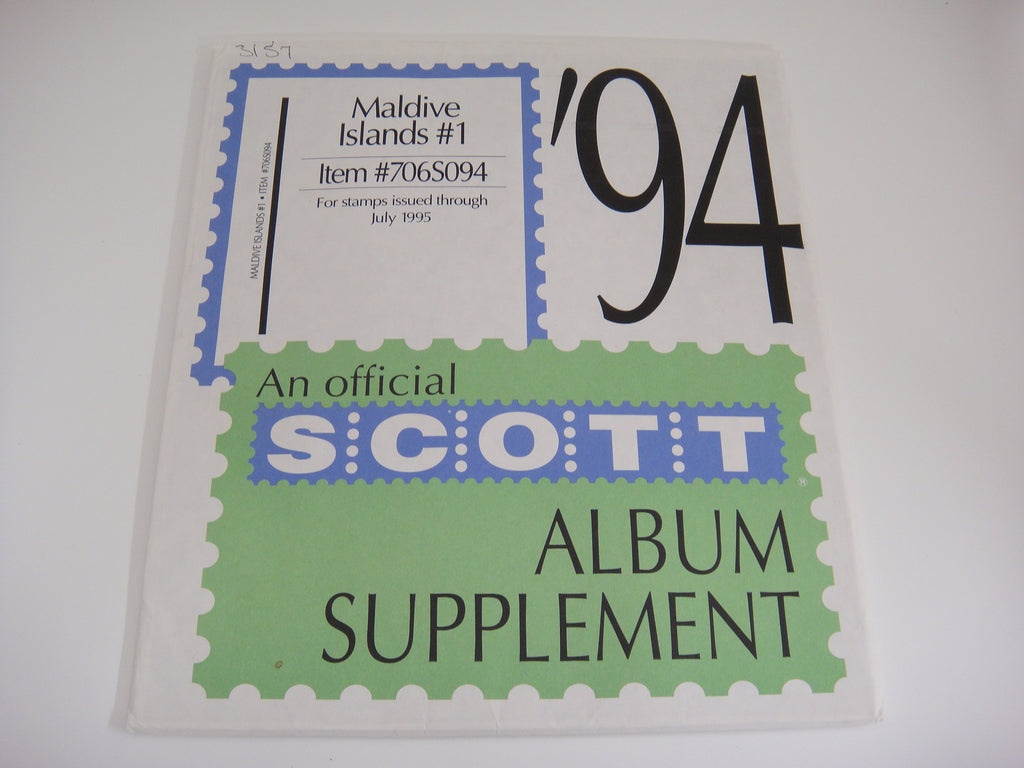 3157
Maldive
Islands #1
Item #706S094
For stamps issued through
July 1995
MALDIVE ISLANDS #1 • ITEM #706S094
'94
An official
SCOTT
®
ALBUM
SUPPLEMENT